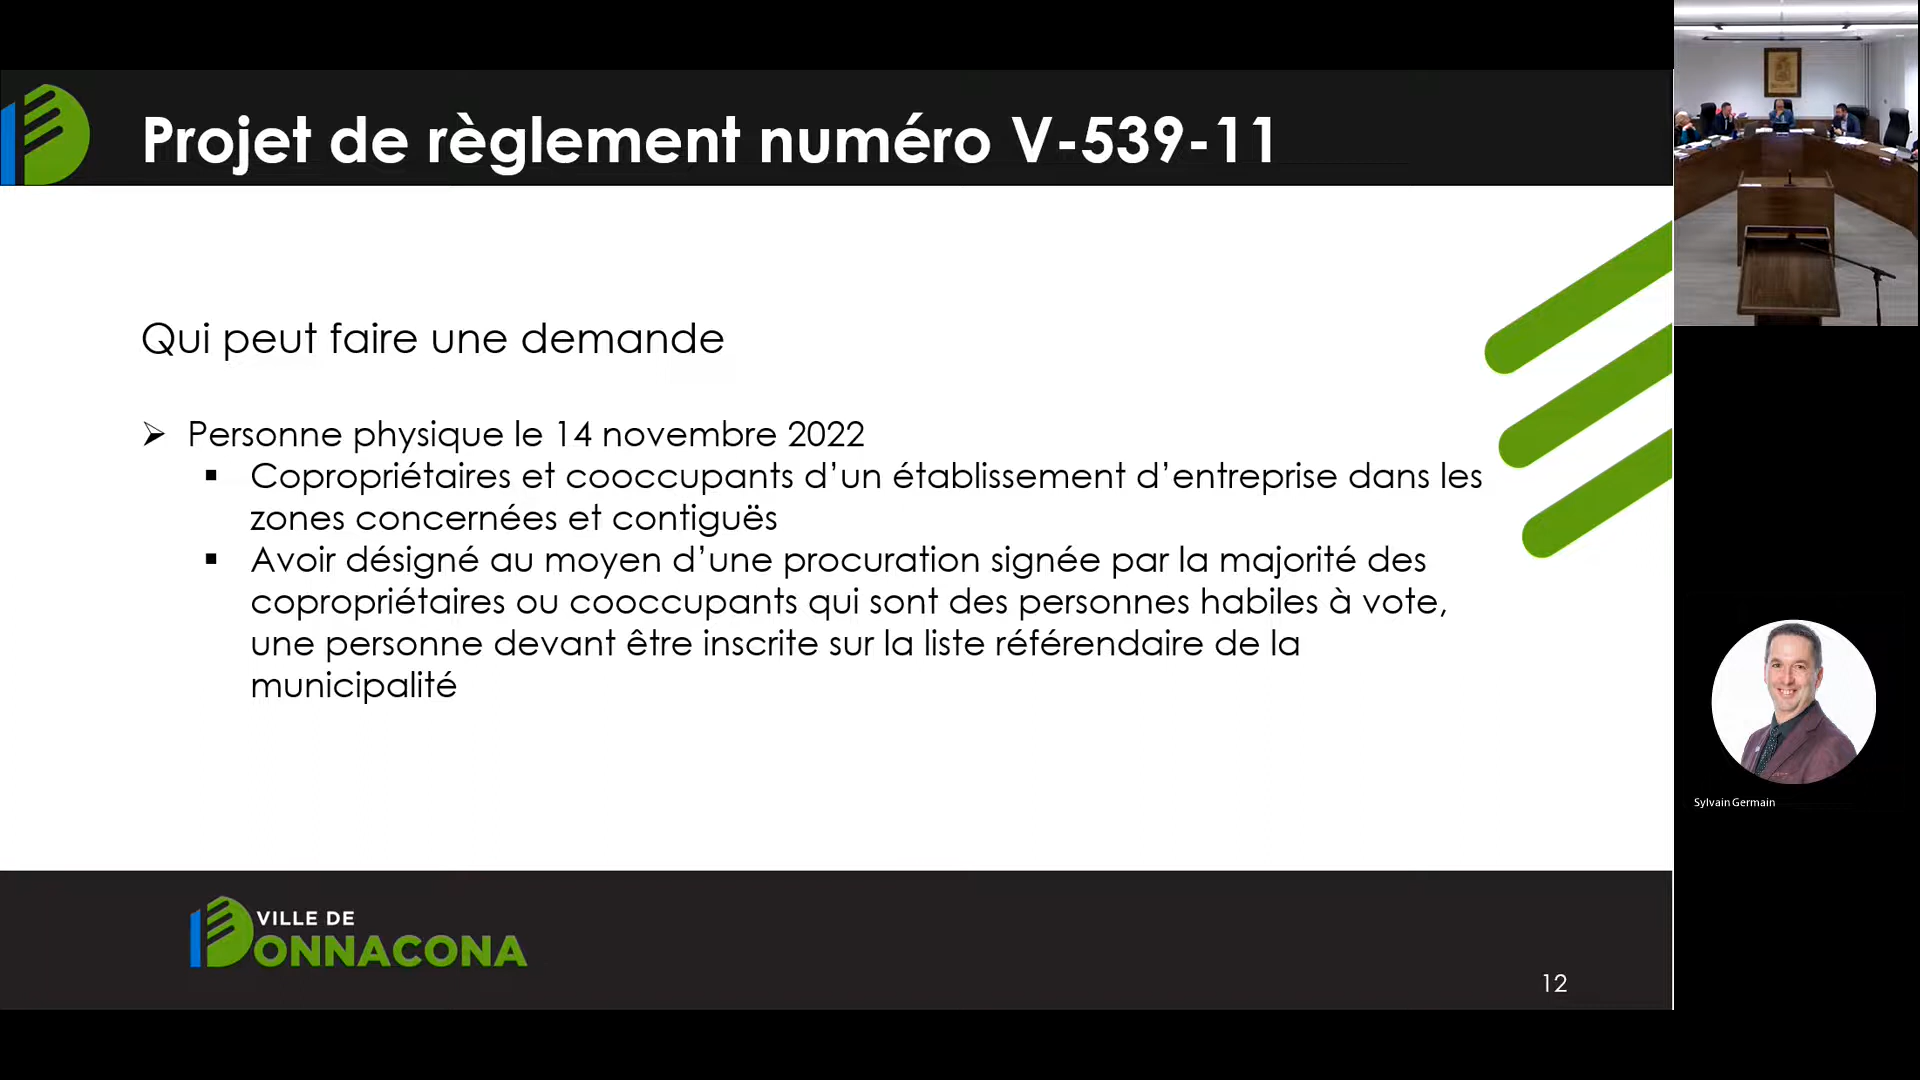 Projet de règlement numéro V-539-11
Qui peut faire une demande
➢ Personne physique le 14 novembre 2022
▪ Copropriétaires et cooccupants d’un établissement d’entreprise dans les
zones concernées et contiguës
▪ Avoir désigné au moyen d’une procuration signée par la majorité des
copropriétaires ou cooccupants qui sont des personnes habiles à vote,
une personne devant être inscrite sur la liste référendaire de la
municipalité
Sylvain Germain
VILLE DE
DONNACONA
12